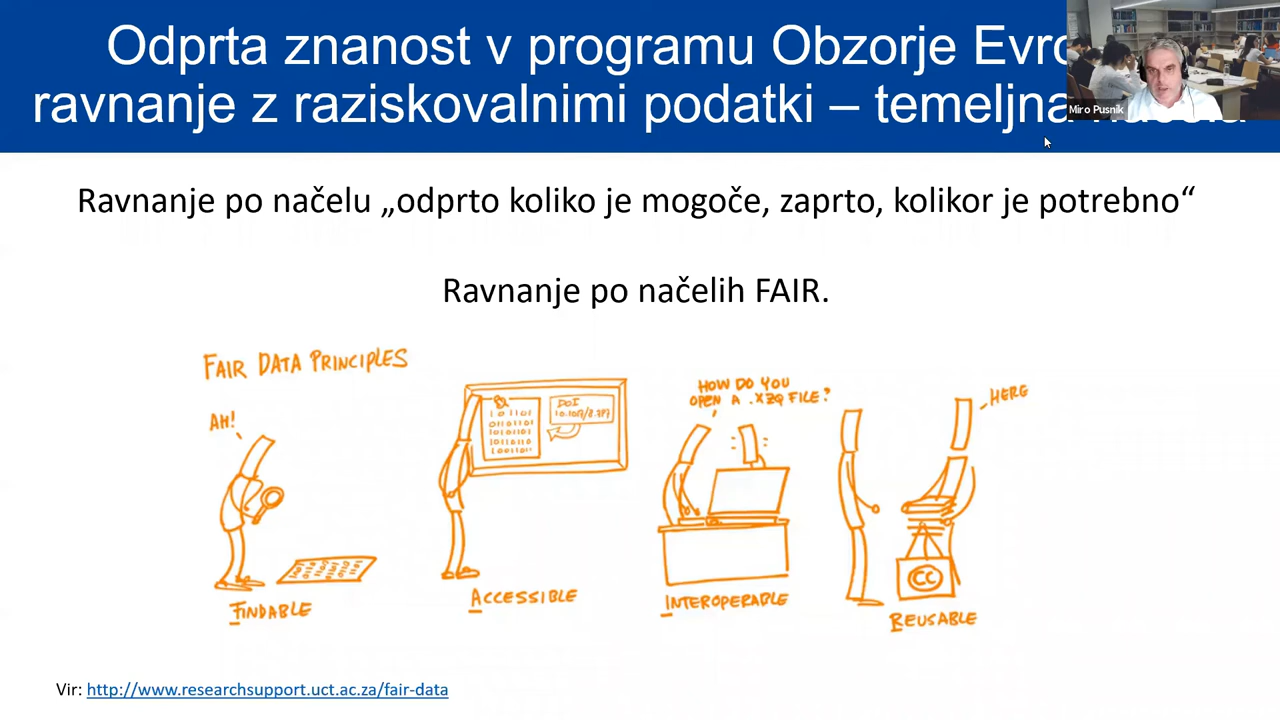 Odprta znanost v programu Obzorje
ravnanje z raziskovalnimi podatki – temeljna
Miro Pusnik
Ravnanje po načelu „odprto koliko je mogoče, zaprto, kolikor je potrebno“
Ravnanje po načelih FAIR.
FAIR DATA PRINCIPLES
AH!
FINDABLE
DOI
ACCESSIBLE
HOW DO YOU
OPEN A .XZQ FILE?
INTEROPERABLE
HERE
CC
REUSABLE
Vir: http://www.researchsupport.uct.ac.za/fair-data